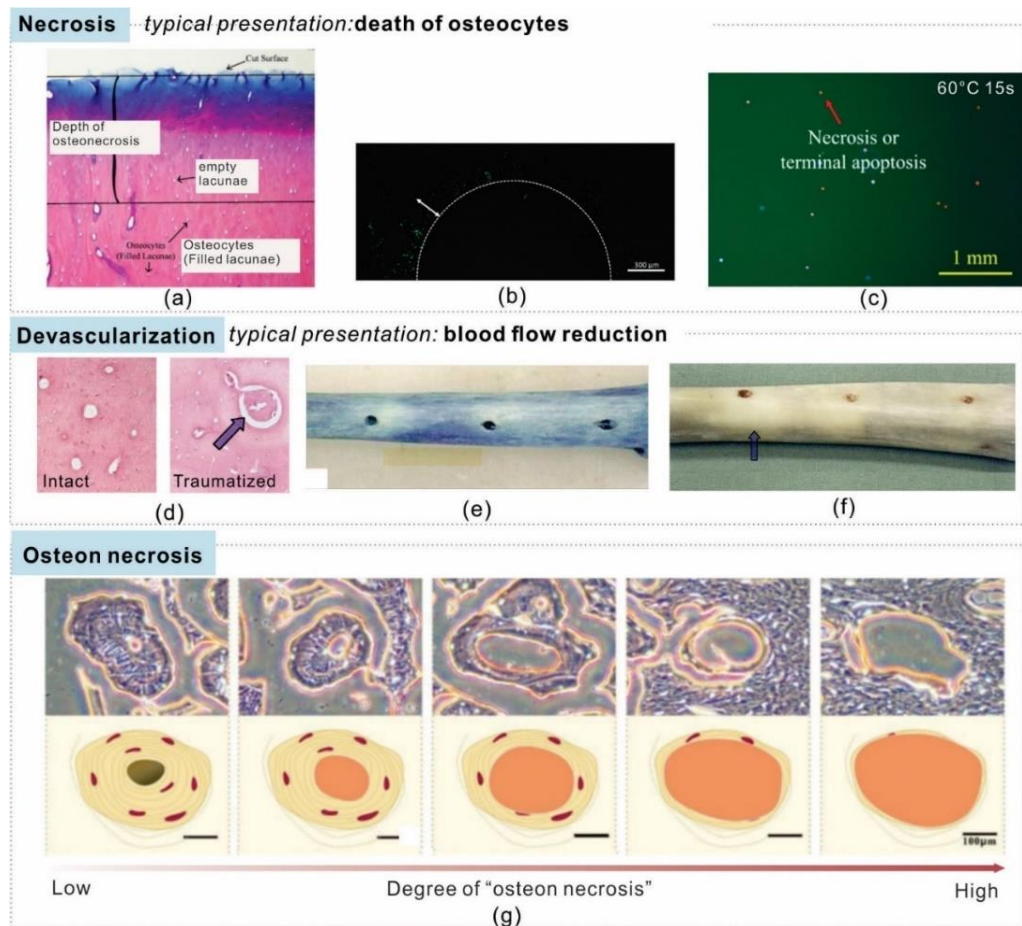 Necrosis typical presentation:death of osteocytes
Cut Surface
Depth of
osteonecrosis
empty
lacunae
Osteocytes
(Filled Lacunae)
Osteocytes
(Filled lacunae)
(a)
300 µm
(b)
60°C 15s
Necrosis or
terminal apoptosis
1 mm
(c)
Devascularization typical presentation: blood flow reduction
Intact
Traumatized
(d)
(e)
(f)
Osteon necrosis
100µm
Low
Degree of “osteon necrosis”
High
(g)